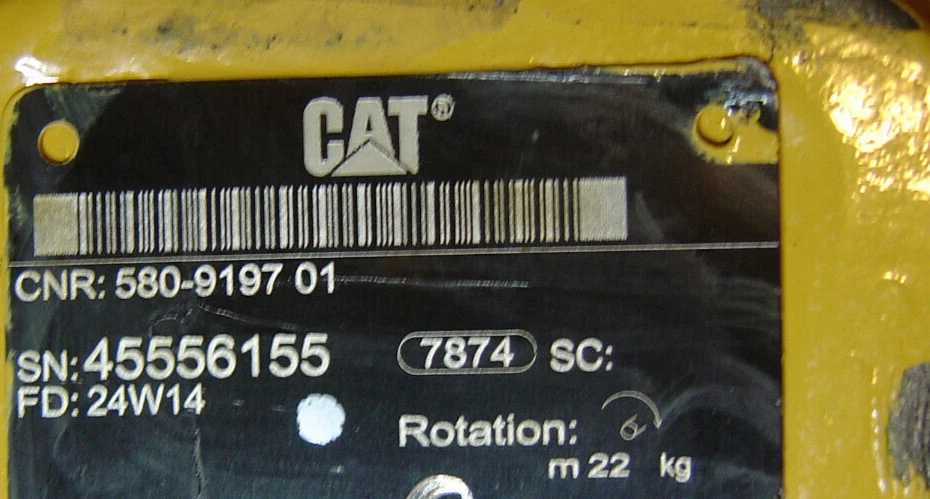 CAT®
CNR: 580-9197 01
SN: 45556155 7874 SC:
FD: 24W14
Rotation:
m 22 kg